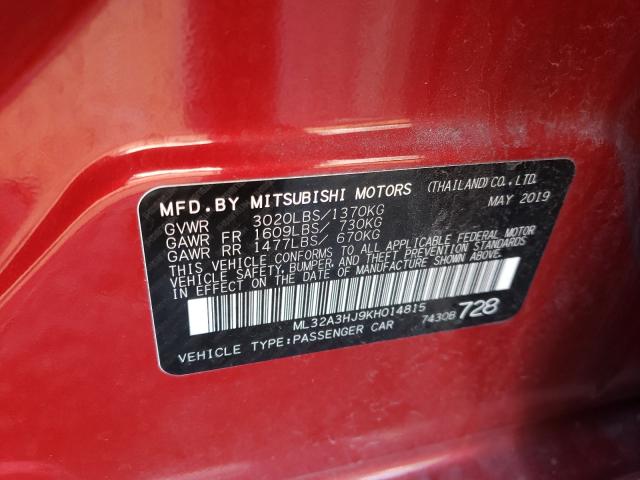 MFD.BY MITSUBISHI MOTORS (THAILAND)CO.,LTD.
MAY 2019
GVWR 3020LBS/1370KG
GAWR FR 1609LBS/ 730KG
GAWR RR 1477LBS/ 670KG
THIS VEHICLE CONFORMS TO ALL APPLICABLE FEDERAL MOTOR
VEHICLE SAFETY, BUMPER, AND THEFT PREVENTION STANDARDS
IN EFFECT ON THE DATE OF MANUFACTURE SHOWN ABOVE.
ML32A3HJ9KH014815
7430B 728
VEHICLE TYPE:PASSENGER CAR